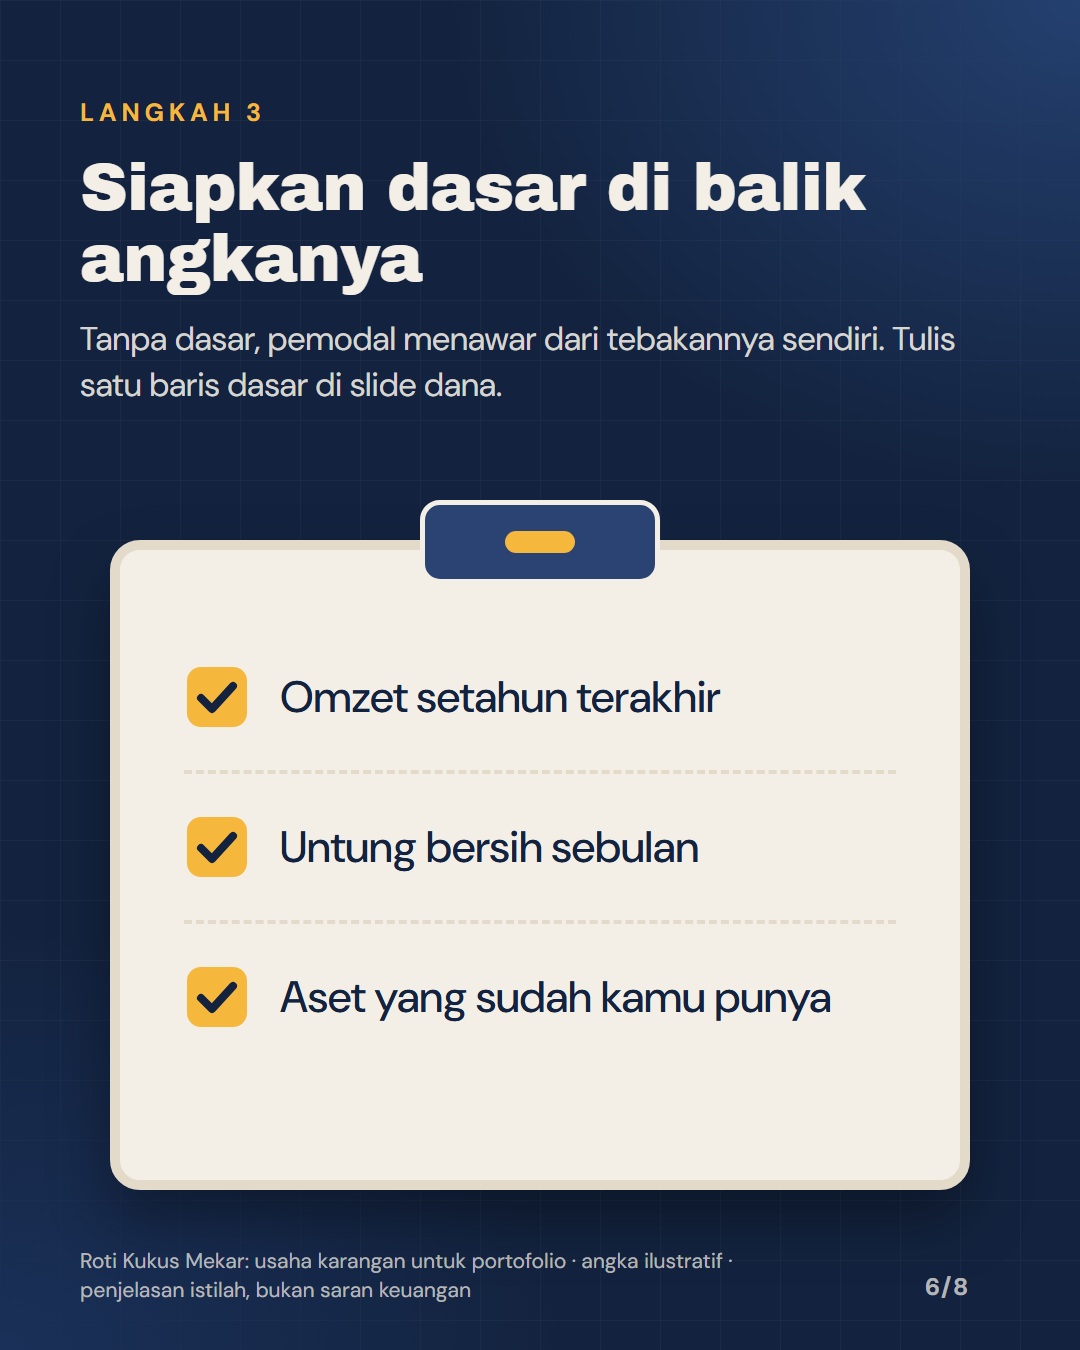 LANGKAH 3
Siapkan dasar di balik
angkanya
Tanpa dasar, pemodal menawar dari tebakannya sendiri. Tulis
satu baris dasar di slide dana.
Omzet setahun terakhir
Untung bersih sebulan
Aset yang sudah kamu punya
Roti Kukus Mekar: usaha karangan untuk portofolio · angka ilustratif ·
penjelasan istilah, bukan saran keuangan
6/8